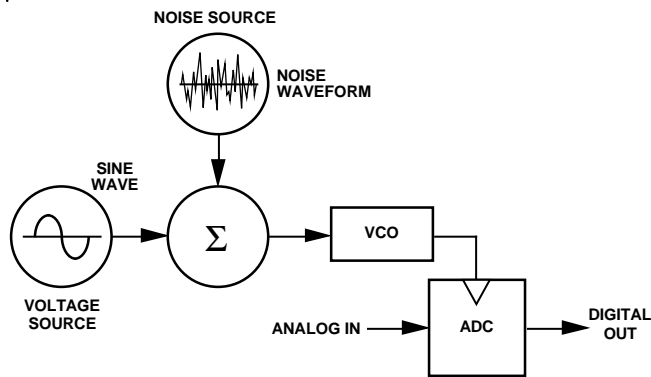 NOISE SOURCE
NOISE
WAVEFORM
SINE
WAVE
Σ
VCO
VOLTAGE
SOURCE
ANALOG IN
ADC
DIGITAL
OUT